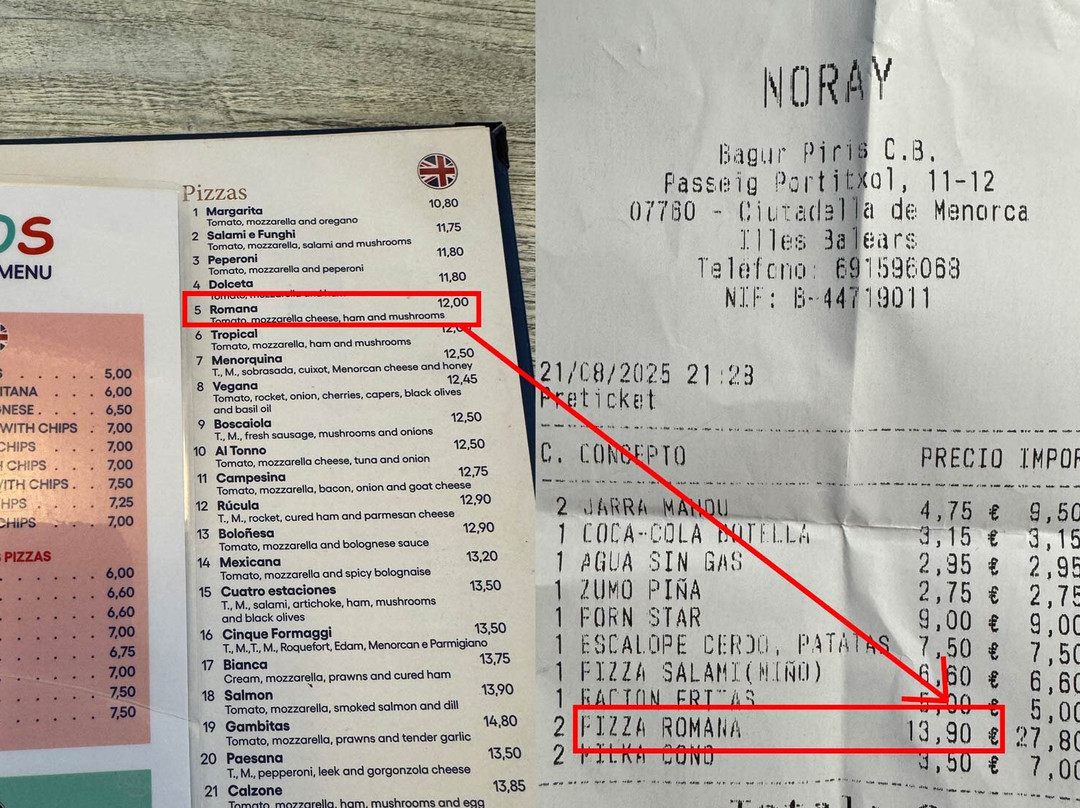 OS
MENU
S . . . . . 5,00
ITANA . . . . 6,00
GNESE . . . . 6,50
WITH CHIPS . 7,00
CHIPS . . . 7,00
H CHIPS . . . 7,00
WITH CHIPS . . 7,50
HPS . . . . 7,25
CHIPS . . . 7,00
PIZZAS
6,00
6,60
6,60
7,00
6,75
7,00
7,50
7,50
Pizzas
1 Margarita 10,80
Tomato, mozzarella and oregano
2 Salami e Funghi 11,75
Tomato, mozzarella, salami and mushrooms
3 Peperoni 11,80
Tomato, mozzarella and peperoni
4 Dolceta 11,80
Tomato, mozzarella and ham
5 Romana 12,00
Tomato, mozzarella cheese, ham and mushrooms
6 Tropical 12,00
Tomato, mozzarella, ham and mushrooms
7 Menorquina 12,50
T., M., sobrasada, cuixot, Menorcan cheese and honey
8 Vegana 12,45
Tomato, rocket, onion, cherries, capers, black olives
and basil oil
9 Boscaiola 12,50
T., M., fresh sausage, mushrooms and onions
10 Al Tonno 12,50
Tomato, mozzarella cheese, tuna and onion
11 Campesina 12,75
Tomato, mozzarella, bacon, onion and goat cheese
12 Rúcula 12,90
T., M., rocket, cured ham and parmesan cheese
13 Boloñesa 12,90
Tomato, mozzarella and bolognese sauce
14 Mexicana 13,20
Tomato, mozzarella and spicy bolognaise
15 Cuatro estaciones 13,50
T., M., salami, artichoke, ham, mushrooms
and black olives
16 Cinque Formaggi 13,50
T., M.,T., M., Roquefort, Edam, Menorcan e Parmigiano
17 Bianca 13,75
Cream, mozzarella, prawns and cured ham
18 Salmon 13,90
Tomato, mozzarella, smoked salmon and dill
19 Gambitas 14,80
Tomato, mozzarella, prawns and tender garlic
20 Paesana 13,50
T., M., pepperoni, leek and gorgonzola cheese
21 Calzone 13,85
Tomato, mozzarella, ham, mushrooms and egg
NORAY
Bagur Piris C.B.
Passeig Portitxol, 11-12
07760 - Ciutadella de Menorca
Illes Balears
Teléfono: 691596068
NIF: B-44719011
21/08/2025 21:23
Preticket
C. CONCEPTO PRECIO IMPOR
2 JARRA MAHOU 4,75 € 9,50
1 COCA-COLA BOTELLA 3,15 € 3,15
1 AGUA SIN GAS 2,95 € 2,95
1 ZUMO PIÑA 2,75 € 2,75
1 FORN STAR 9,00 € 9,00
1 ESCALOPE CERDO, PATATAS 7,50 € 7,50
1 PIZZA SALAMI(NIÑO) 6,60 € 6,60
1 RACION FRITAS 5,00 € 5,00
2 PIZZA ROMANA 13,90 € 27,80
2 MILKA CONO 3,50 € 7,00